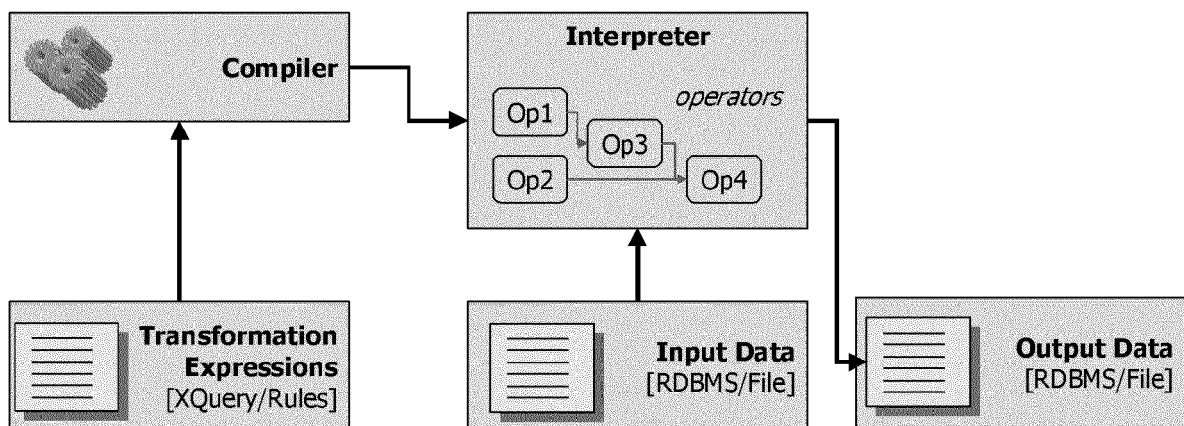 Compiler
Interpreter
operators
Op1
Op3
Op2
Op4
Transformation
Expressions
[XQuery/Rules]
Input Data
[RDBMS/File]
Output Data
[RDBMS/File]